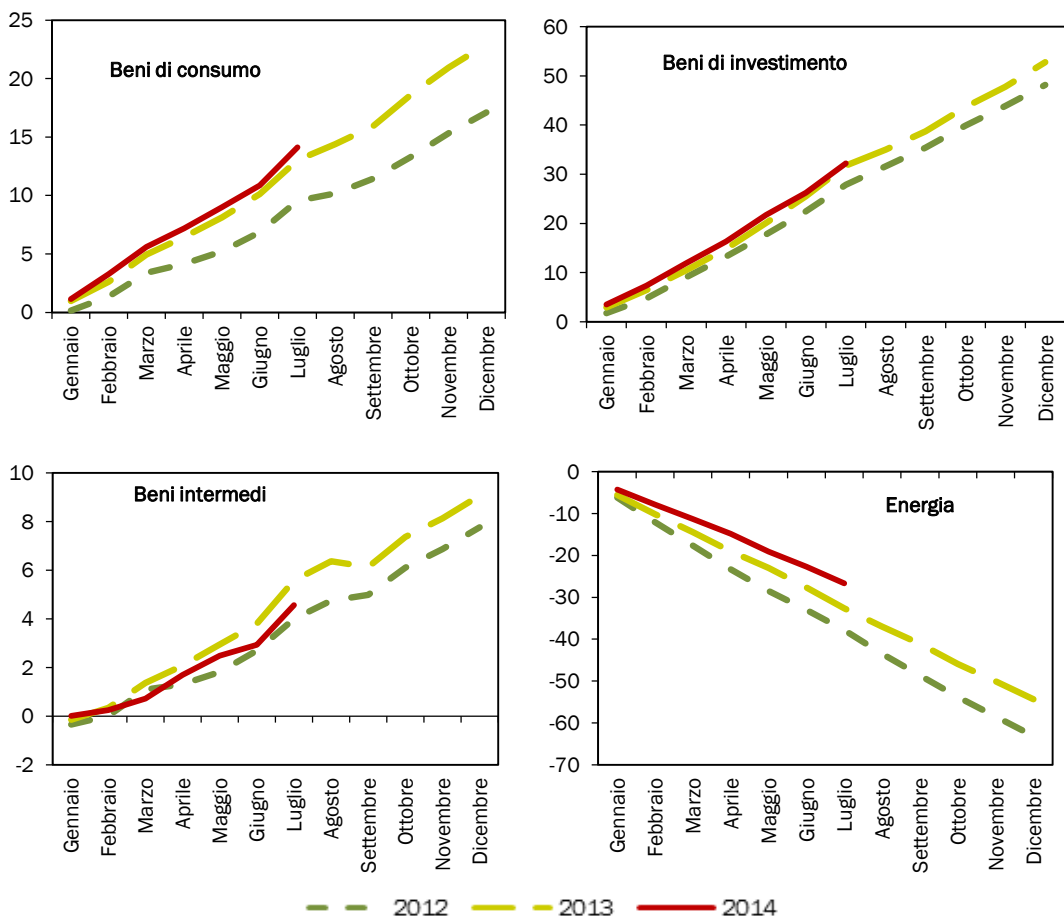 Beni di consumo
25
20
15
10
5
0
Gennaio
Febbraio
Marzo
Aprile
Maggio
Giugno
Luglio
Agosto
Settembre
Ottobre
Novembre
Dicembre
Beni di investimento
60
50
40
30
20
10
0
Gennaio
Febbraio
Marzo
Aprile
Maggio
Giugno
Luglio
Agosto
Settembre
Ottobre
Novembre
Dicembre
Beni intermedi
10
8
6
4
2
0
-2
Gennaio
Febbraio
Marzo
Aprile
Maggio
Giugno
Luglio
Agosto
Settembre
Ottobre
Novembre
Dicembre
Energia
0
-10
-20
-30
-40
-50
-60
-70
Gennaio
Febbraio
Marzo
Aprile
Maggio
Giugno
Luglio
Agosto
Settembre
Ottobre
Novembre
Dicembre
2012 2013 2014